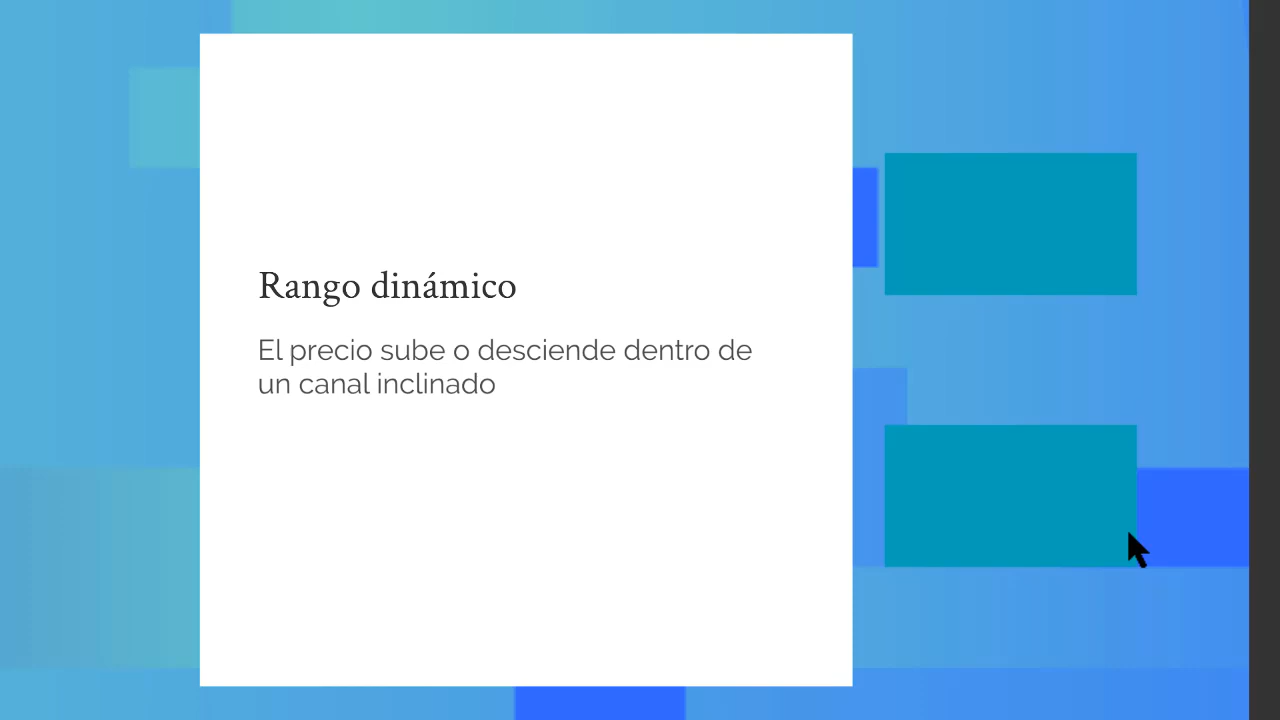 Rango dinámico
El precio sube o desciende dentro de
un canal inclinado